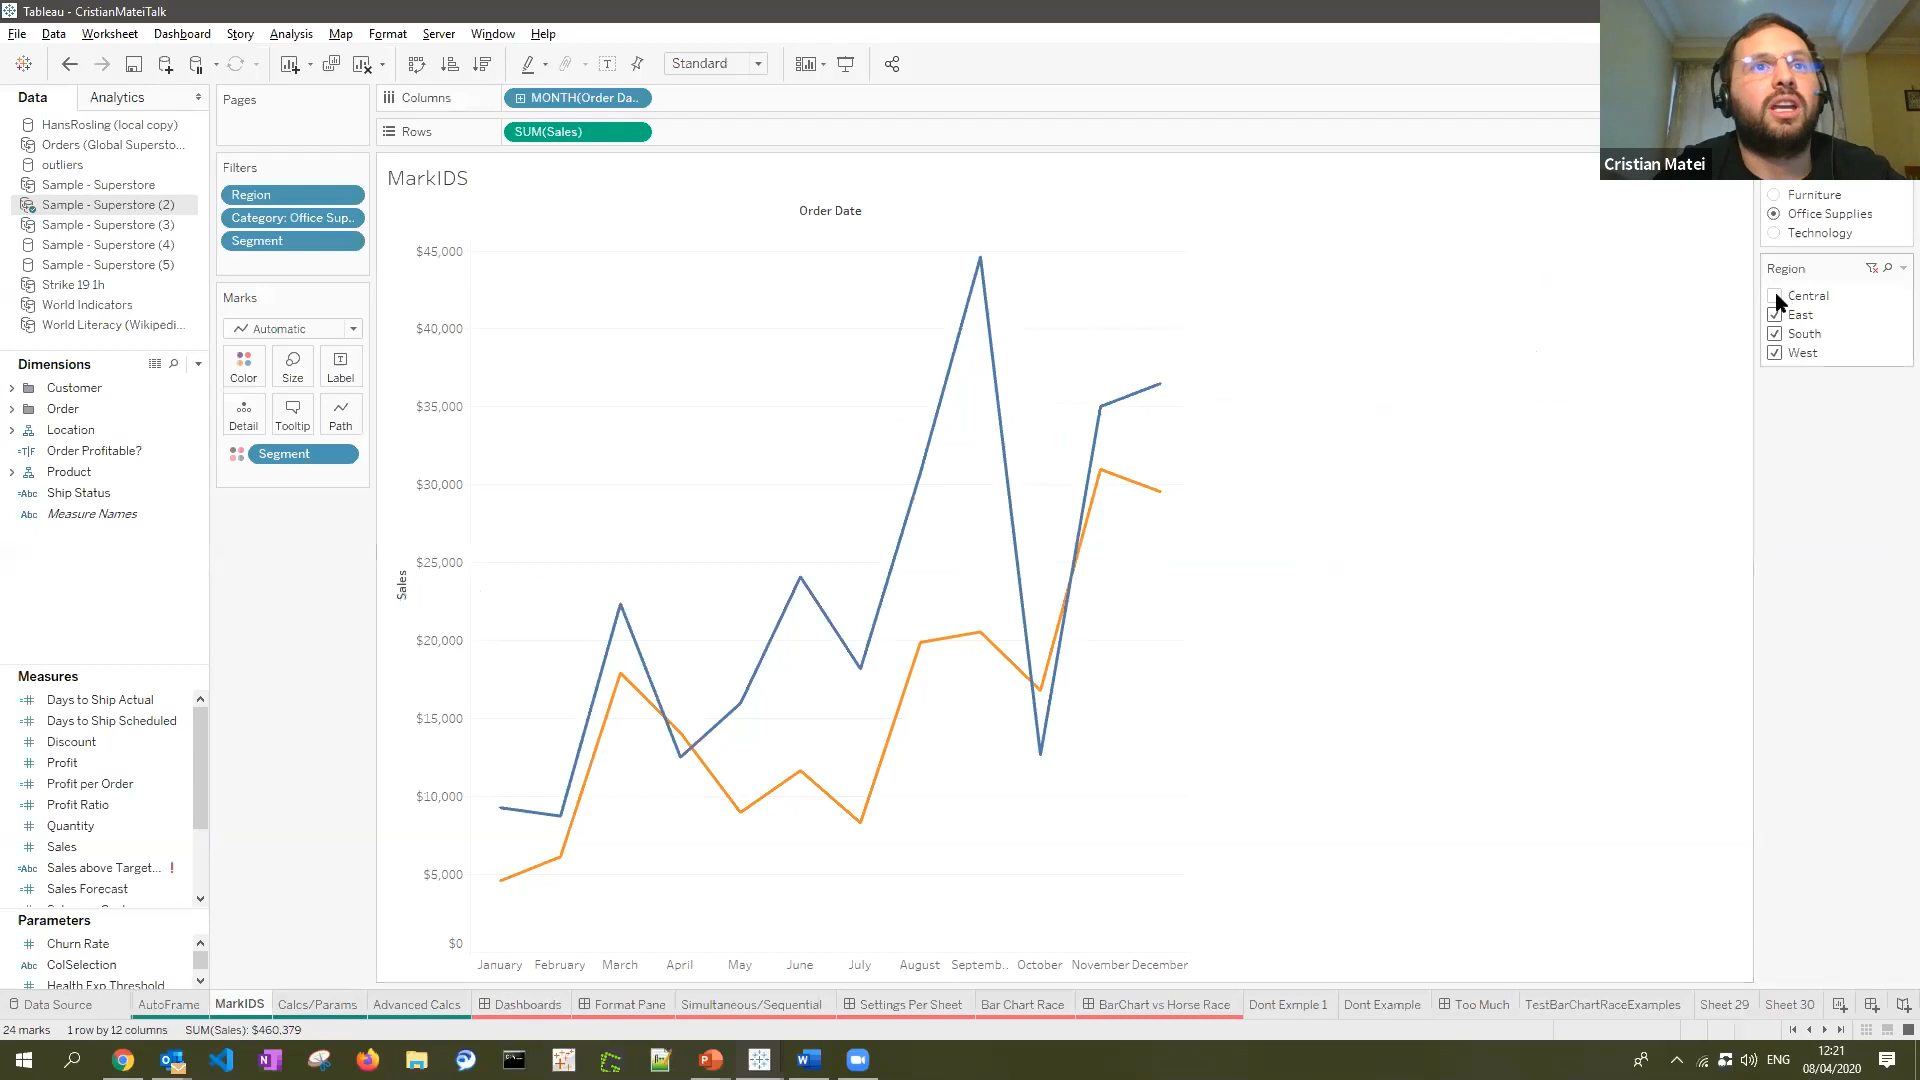 Tableau - CristianMateiTalk
File Data Worksheet Dashboard Story Analysis Map Format Server Window Help
Standard
Data Analytics
HansRosling (local copy)
Orders (Global Supersto...
outliers
Sample - Superstore
Sample - Superstore (2)
Sample - Superstore (3)
Sample - Superstore (4)
Sample - Superstore (5)
Strike 19 1h
World Indicators
World Literacy (Wikipedi...
Dimensions
Customer
Order
Location
=T|F Order Profitable?
Product
=Abc Ship Status
Abc Measure Names
Measures
=# Days to Ship Actual
=# Days to Ship Scheduled
# Discount
# Profit
=# Profit per Order
=# Profit Ratio
# Quantity
# Sales
=Abc Sales above Target... !
=# Sales Forecast
Parameters
# Churn Rate
Abc ColSelection
# Health Exp Threshold
Pages
Filters
Region
Category: Office Sup..
Segment
Marks
Automatic
Color Size Label
Detail Tooltip Path
Segment
Columns MONTH(Order Da..
Rows SUM(Sales)
MarkIDS
Order Date
$45,000
$40,000
$35,000
$30,000
$25,000
$20,000
$15,000
$10,000
$5,000
$0
Sales
January February March April May June July August Septemb.. October November December
Cristian Matei
Furniture
Office Supplies
Technology
Region
Central
East
South
West
Data Source AutoFrame MarkIDS Calcs/Params Advanced Calcs Dashboards Format Pane Simultaneous/Sequential Settings Per Sheet Bar Chart Race BarChart vs Horse Race Dont Exmple 1 Dont Example Too Much TestBarChartRaceExamples Sheet 29 Sheet 30
24 marks 1 row by 12 columns SUM(Sales): $460,379
ENG
12:21
08/04/2020